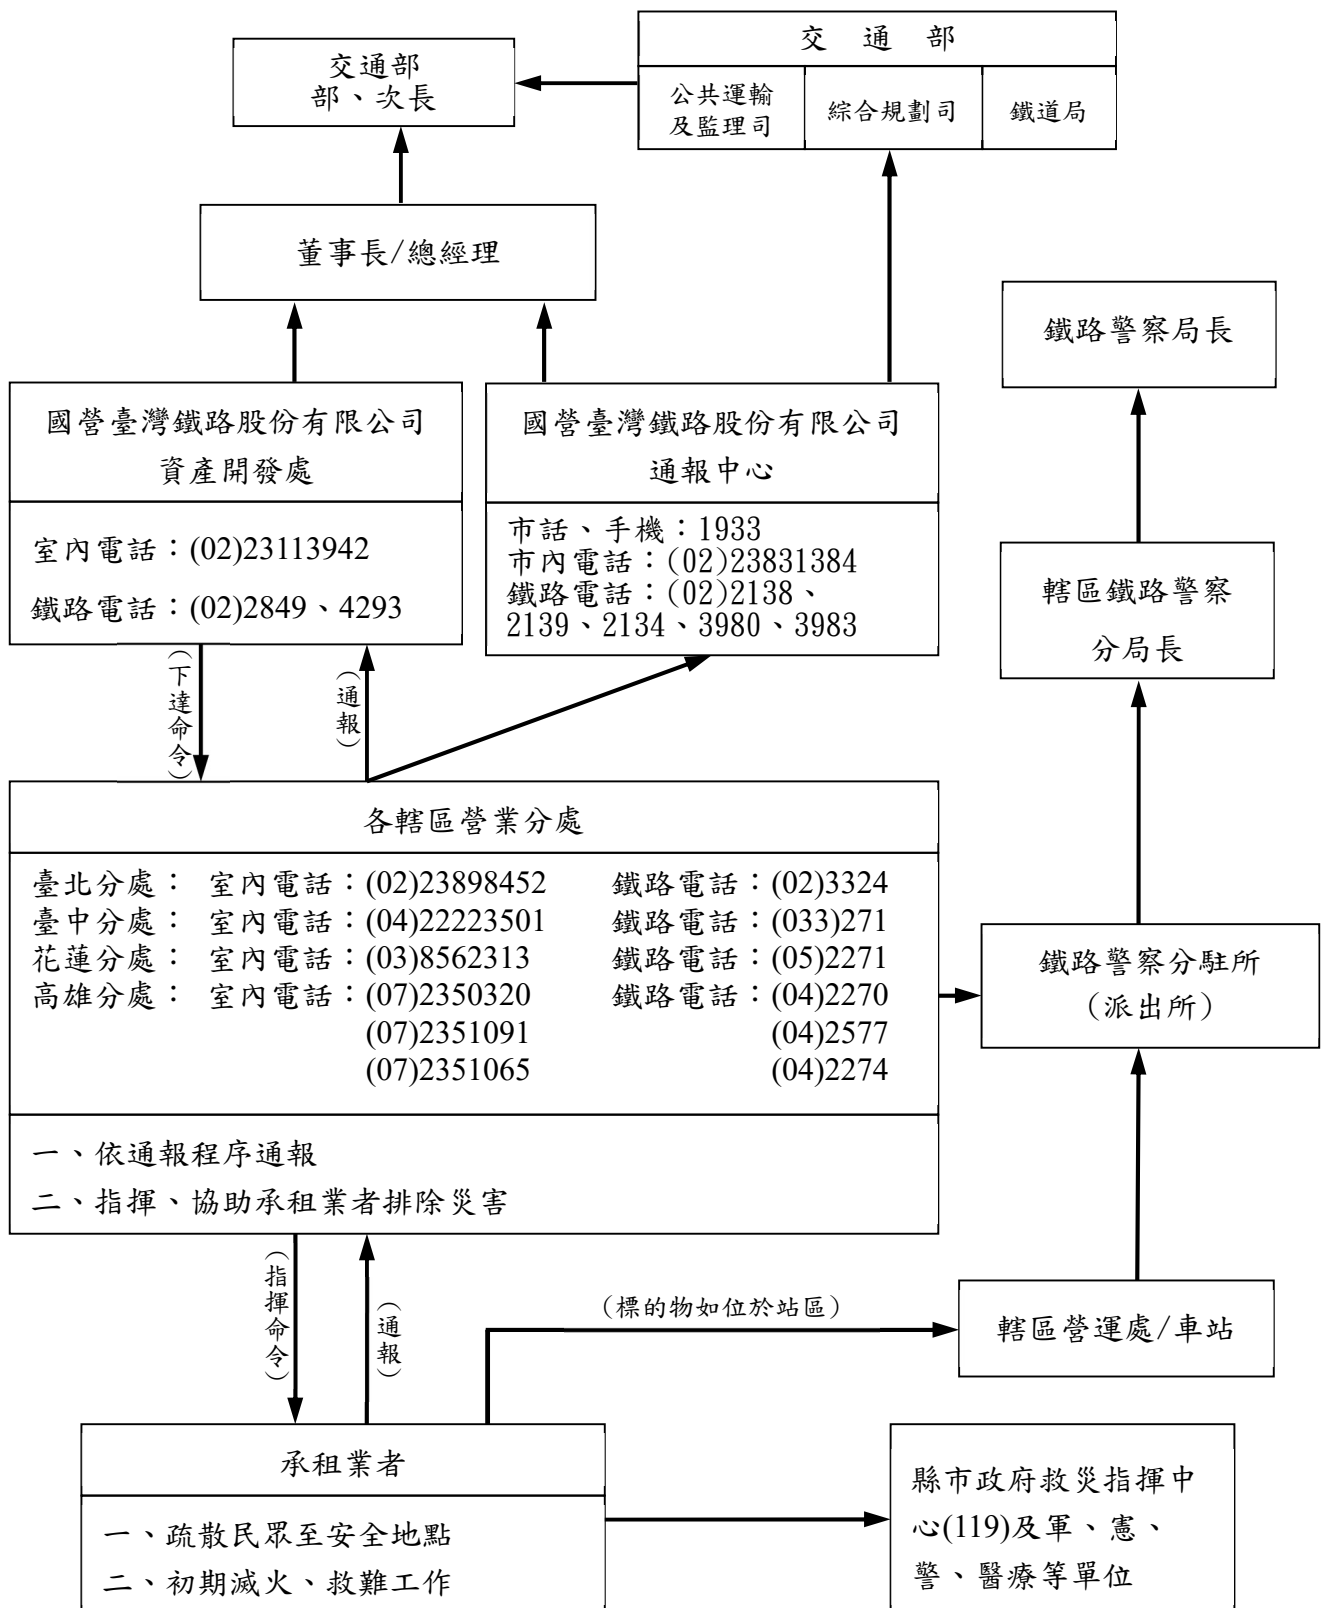 交通部
部、次長
交 通 部
公共運輸
及監理司
綜合規劃司
鐵道局
董事長/總經理
鐵路警察局長
國營臺灣鐵路股份有限公司
資產開發處
室內電話：(02)23113942
鐵路電話：(02)2849、4293
國營臺灣鐵路股份有限公司
通報中心
市話、手機：1933
市內電話：(02)23831384
鐵路電話：(02)2138、
2139、2134、3980、3983
轄區鐵路警察
分局長
(下達命令)
(通報)
各轄區營業分處
臺北分處： 室內電話：(02)23898452 鐵路電話：(02)3324
臺中分處： 室內電話：(04)22223501 鐵路電話：(033)271
花蓮分處： 室內電話：(03)8562313 鐵路電話：(05)2271
高雄分處： 室內電話：(07)2350320 鐵路電話：(04)2270
(07)2351091 (04)2577
(07)2351065 (04)2274
一、依通報程序通報
二、指揮、協助承租業者排除災害
鐵路警察分駐所
（派出所）
(指揮命令)
(通報)
（標的物如位於站區）
轄區營運處/車站
承租業者
一、疏散民眾至安全地點
二、初期滅火、救難工作
縣市政府救災指揮中
心(119)及軍、憲、
警、醫療等單位